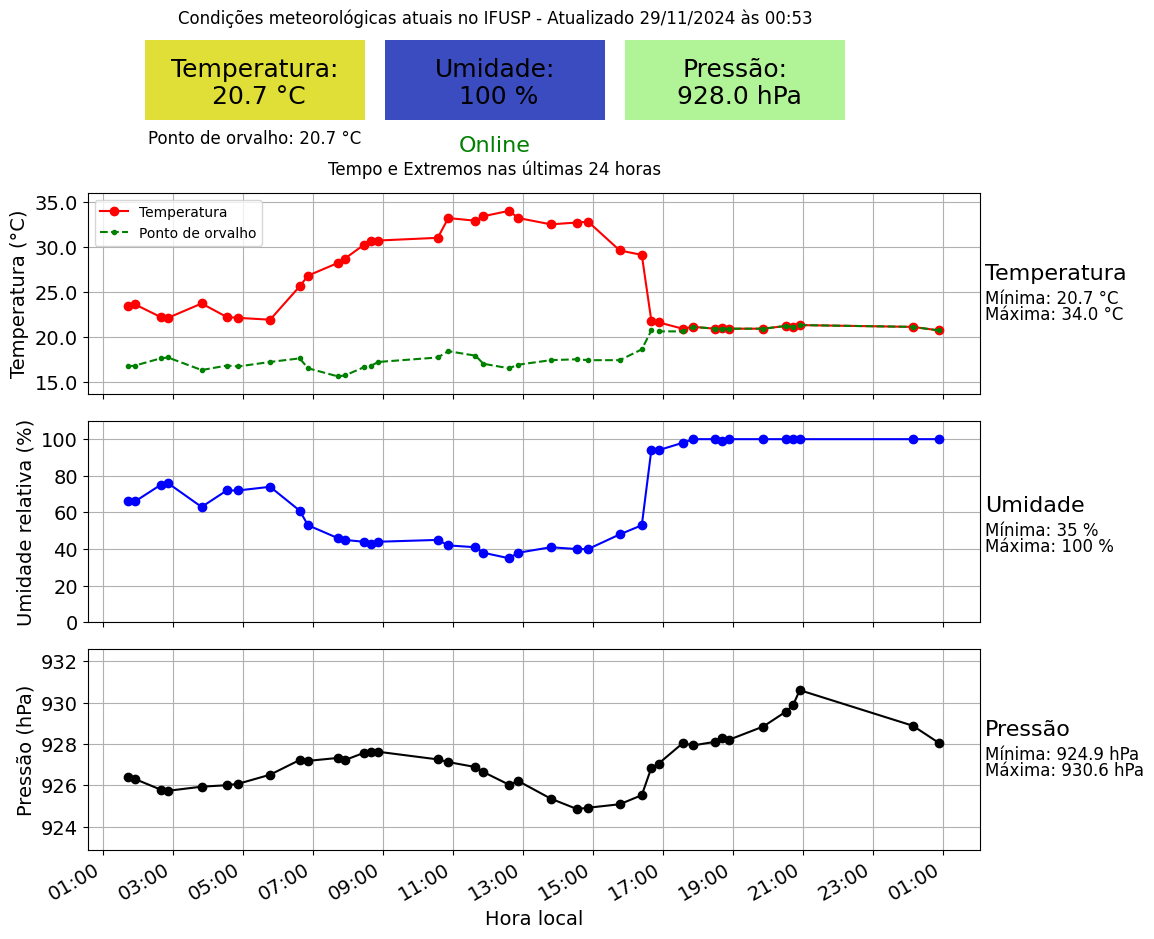 Condições meteorológicas atuais no IFUSP - Atualizado 29/11/2024 às 00:53
Temperatura:
20.7 °C
Umidade:
100 %
Pressão:
928.0 hPa
Ponto de orvalho: 20.7 °C
Online
Tempo e Extremos nas últimas 24 horas
Temperatura (°C)
35.0
30.0
25.0
20.0
15.0
Temperatura
Ponto de orvalho
Temperatura
Mínima: 20.7 °C
Máxima: 34.0 °C
Umidade relativa (%)
100
80
60
40
20
0
Umidade
Mínima: 35 %
Máxima: 100 %
Pressão (hPa)
932
930
928
926
924
Pressão
Mínima: 924.9 hPa
Máxima: 930.6 hPa
01:00 03:00 05:00 07:00 09:00 11:00 13:00 15:00 17:00 19:00 21:00 23:00 01:00
Hora local